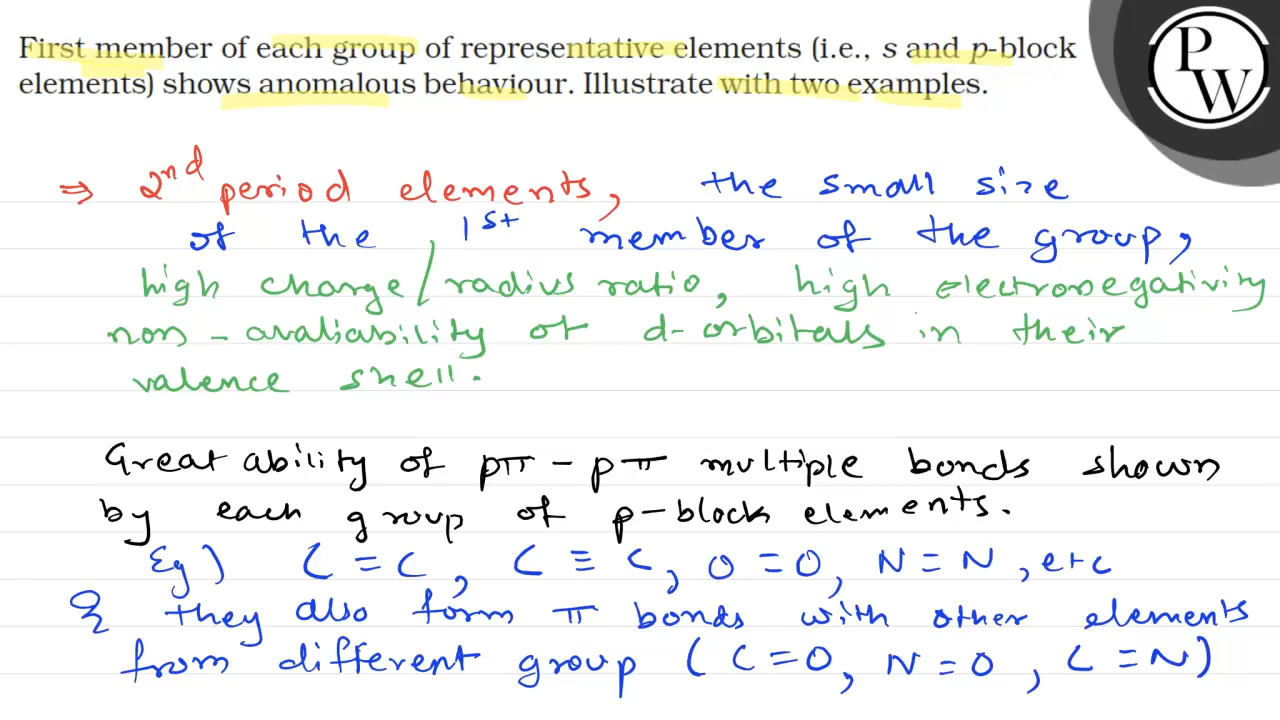 First member of each group of representative elements (i.e., s and p-block
elements) shows anomalous behaviour. Illustrate with two examples.
PW
⇒ 2nd period elements, the small size
of the 1st member of the group,
high charge/radius ratio, high electronegativity
non-avaliability of d-orbitals in their
valence shell.
Great ability of pπ-pπ multiple bonds shown
by each group of p-block elements.
Eg) C=C, C≡C, O=O, N=N, etc
& they also form π bonds with other elements
from different group (C=O, N=O, C=N)